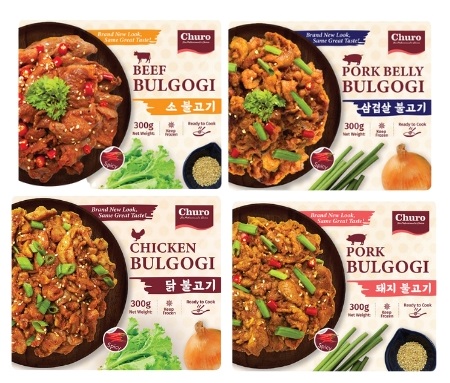 Brand New Look,
Same Great Taste!
Churo
BEEF
BULGOGI
소 불고기
300g
Net Weight:
Keep
Frozen
Ready to Cook
Spicy
Brand New Look,
Same Great Taste!
Churo
PORK BELLY
BULGOGI
삼겹살 불고기
300g
Net Weight:
Keep
Frozen
Ready to Cook
Spicy
Brand New Look,
Same Great Taste!
Churo
CHICKEN
BULGOGI
닭 불고기
300g
Net Weight:
Keep
Frozen
Ready to Cook
Brand New Look,
Same Great Taste!
Churo
PORK
BULGOGI
돼지 불고기
300g
Net Weight:
Keep
Frozen
Ready to Cook